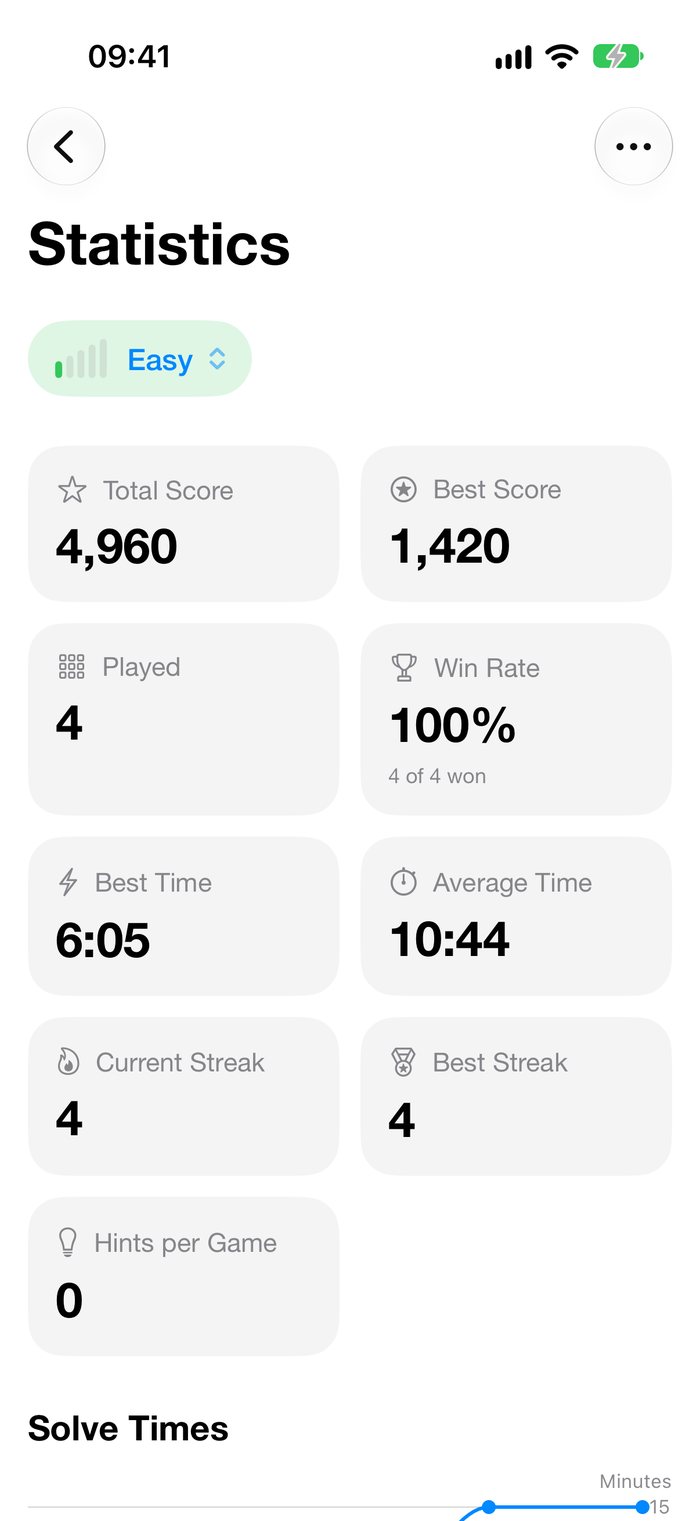 09:41
Statistics
Easy
Total Score
4,960
Best Score
1,420
Played
4
Win Rate
100%
4 of 4 won
Best Time
6:05
Average Time
10:44
Current Streak
4
Best Streak
4
Hints per Game
0
Solve Times
Minutes
15